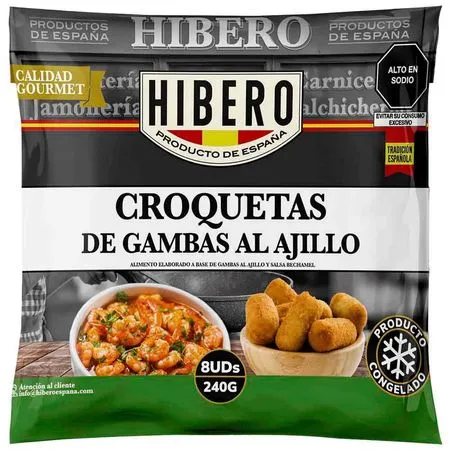 PRODUCTOS
DE ESPAÑA
HIBERO
PRODUCTOS
DE ESPAÑA
CALIDAD
GOURMET
Jamonería
HIBERO
PRODUCTO DE ESPAÑA
ALTO EN
SODIO
EVITAR SU CONSUMO
EXCESIVO
TRADICIÓN
ESPAÑOLA
CROQUETAS
DE GAMBAS AL AJILLO
ALIMENTO ELABORADO A BASE DE GAMBAS AL AJILLO Y SALSA BECHAMEL
8UDs
240G
PRODUCTO
CONGELADO
Atención al cliente
info@hiberoespana.com